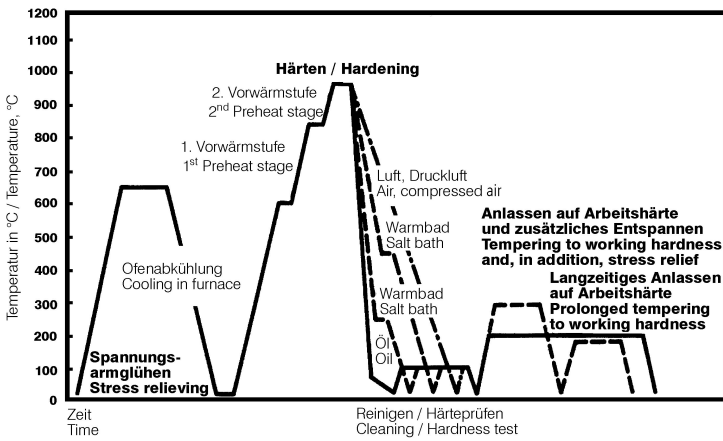 Temperatur in °C / Temperature, °C
1200
1100
1000
900
800
700
600
500
400
300
200
100
0
Härten / Hardening
2. Vorwärmstufe
2nd Preheat stage
1. Vorwärmstufe
1st Preheat stage
Luft, Druckluft
Air, compressed air
Warmbad
Salt bath
Warmbad
Salt bath
Öl
Oil
Ofenabkühlung
Cooling in furnace
Spannungs-
armglühen
Stress relieving
Anlassen auf Arbeitshärte
und zusätzliches Entspannen
Tempering to working hardness
and, in addition, stress relief
Langzeitiges Anlassen
auf Arbeitshärte
Prolonged tempering
to working hardness
Zeit
Time
Reinigen / Härteprüfen
Cleaning / Hardness test